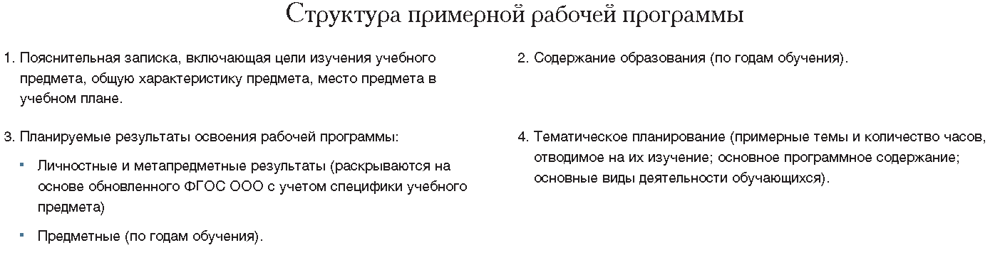 Структура примерной рабочей программы
1. Пояснительная записка, включающая цели изучения учебного
предмета, общую характеристику предмета, место предмета в
учебном плане.
2. Содержание образования (по годам обучения).
3. Планируемые результаты освоения рабочей программы:
▪ Личностные и метапредметные результаты (раскрываются на
основе обновленного ФГОС ООО с учетом специфики учебного
предмета)
▪ Предметные (по годам обучения).
4. Тематическое планирование (примерные темы и количество часов,
отводимое на их изучение; основное программное содержание;
основные виды деятельности обучающихся).